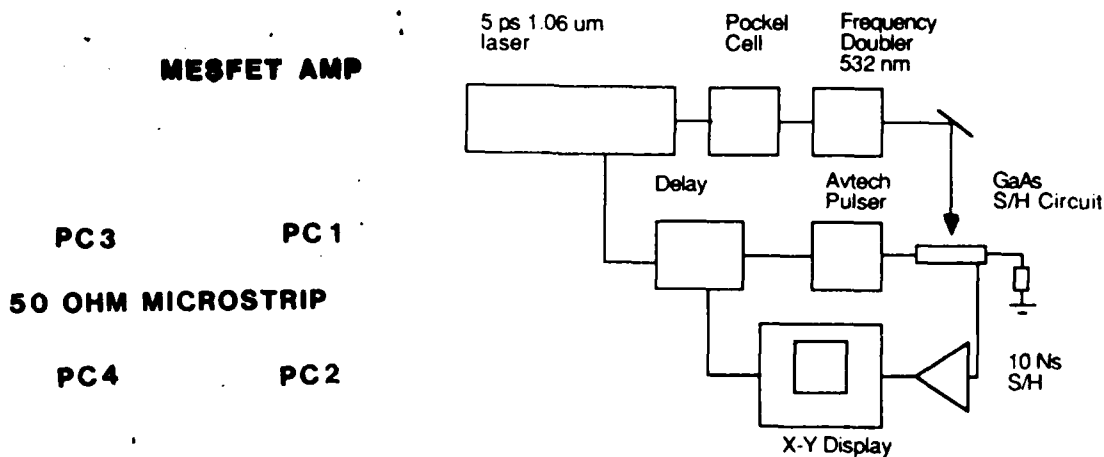 MESFET AMP
PC3 PC1
50 OHM MICROSTRIP
PC4 PC2
5 ps 1.06 um
laser
Pockel
Cell
Frequency
Doubler
532 nm
Delay
Avtech
Pulser
GaAs
S/H Circuit
10 Ns
S/H
X-Y Display